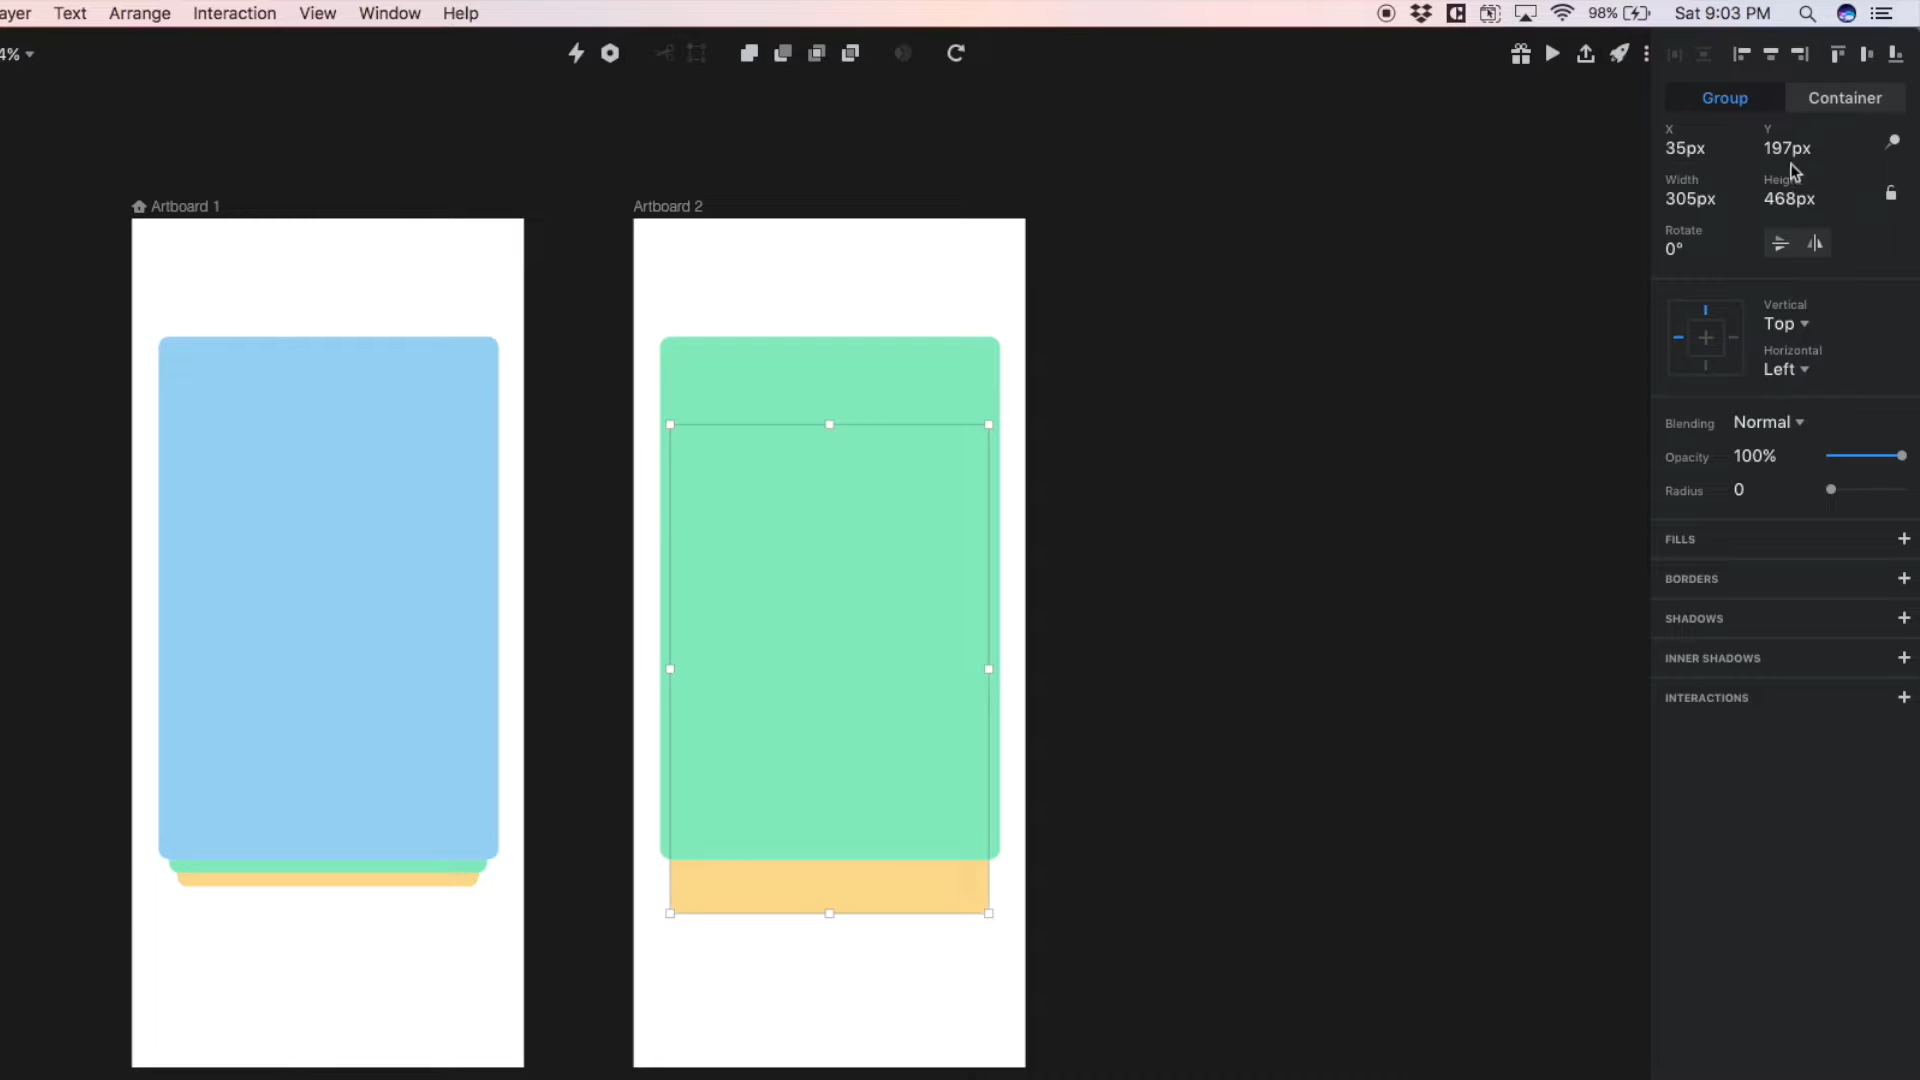 ayer Text Arrange Interaction View Window Help 98% Sat 9:03 PM
4%
Group Container
X Y
35px 197px
Width Height
305px 468px
Rotate
0°
Artboard 1 Artboard 2
Vertical
Top
Horizontal
Left
Blending Normal
Opacity 100%
Radius 0
FILLS
BORDERS
SHADOWS
INNER SHADOWS
INTERACTIONS